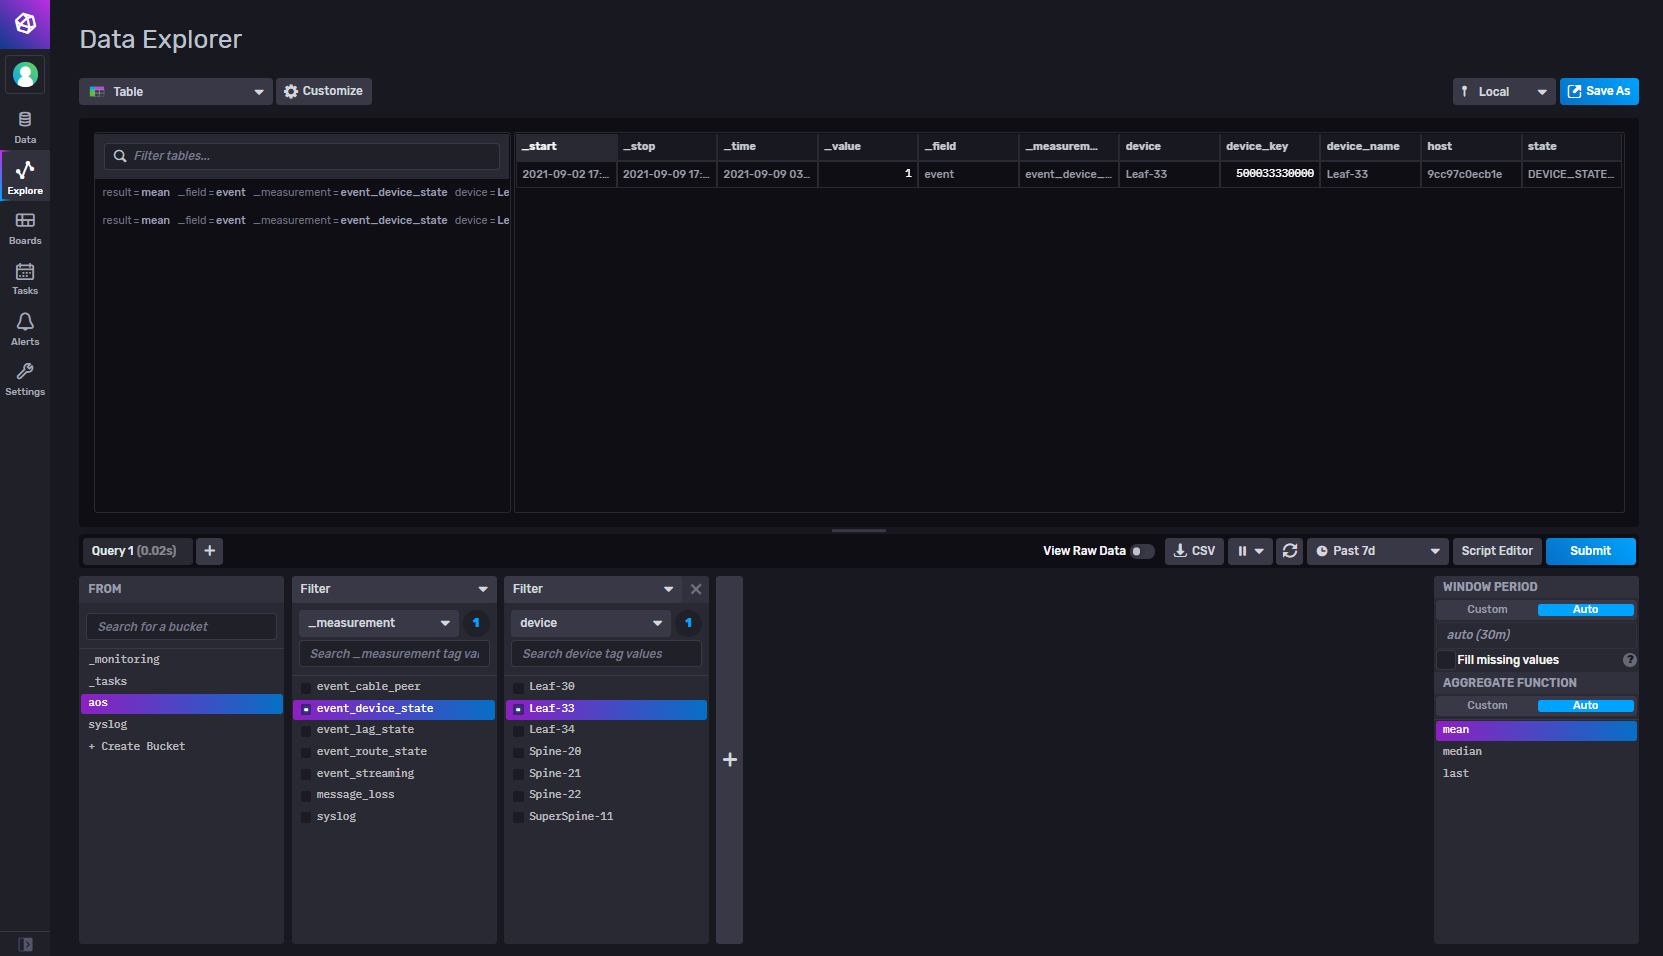 Data Explorer
Table
Customize
Local
Save As
Data
Explore
Boards
Tasks
Alerts
Settings
Filter tables...
result = mean _field = event _measurement = event_device_state device = Le
result = mean _field = event _measurement = event_device_state device = Le
_start _stop _time _value _field _measurem... device device_key device_name host state
2021-09-02 17:... 2021-09-09 17:... 2021-09-09 03... 1 event event_device_... Leaf-33 500033330000 Leaf-33 9cc97c0ecb1e DEVICE_STATE...
Query 1 (0.02s)
+
View Raw Data
CSV
Past 7d
Script Editor
Submit
FROM
Search for a bucket
_monitoring
_tasks
aos
syslog
+ Create Bucket
Filter
_measurement
1
Search _measurement tag val
event_cable_peer
event_device_state
event_lag_state
event_route_state
event_streaming
message_loss
syslog
Filter
device
1
Search device tag values
Leaf-30
Leaf-33
Leaf-34
Spine-20
Spine-21
Spine-22
SuperSpine-11
+
WINDOW PERIOD
Custom Auto
auto (30m)
Fill missing values
?
AGGREGATE FUNCTION
Custom Auto
mean
median
last